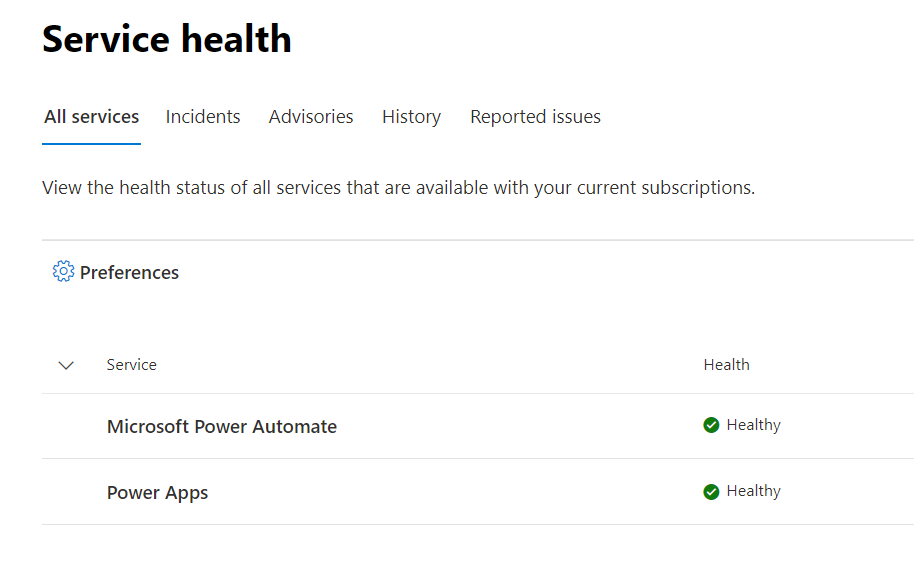 Service health
All services Incidents Advisories History Reported issues
View the health status of all services that are available with your current subscriptions.
Preferences
Service Health
Microsoft Power Automate Healthy
Power Apps Healthy